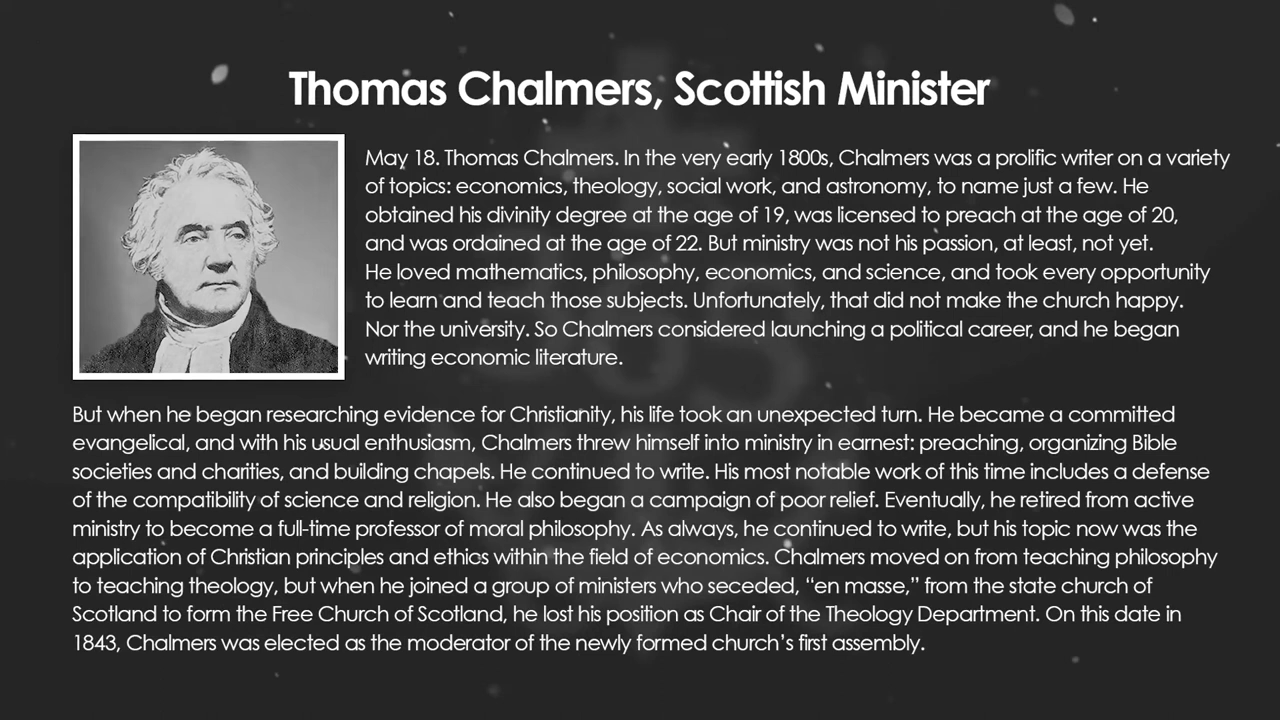 Thomas Chalmers, Scottish Minister
May 18. Thomas Chalmers. In the very early 1800s, Chalmers was a prolific writer on a variety
of topics: economics, theology, social work, and astronomy, to name just a few. He
obtained his divinity degree at the age of 19, was licensed to preach at the age of 20,
and was ordained at the age of 22. But ministry was not his passion, at least, not yet.
He loved mathematics, philosophy, economics, and science, and took every opportunity
to learn and teach those subjects. Unfortunately, that did not make the church happy.
Nor the university. So Chalmers considered launching a political career, and he began
writing economic literature.
But when he began researching evidence for Christianity, his life took an unexpected turn. He became a committed
evangelical, and with his usual enthusiasm, Chalmers threw himself into ministry in earnest: preaching, organizing Bible
societies and charities, and building chapels. He continued to write. His most notable work of this time includes a defense
of the compatibility of science and religion. He also began a campaign of poor relief. Eventually, he retired from active
ministry to become a full-time professor of moral philosophy. As always, he continued to write, but his topic now was the
application of Christian principles and ethics within the field of economics. Chalmers moved on from teaching philosophy
to teaching theology, but when he joined a group of ministers who seceded, “en masse,” from the state church of
Scotland to form the Free Church of Scotland, he lost his position as Chair of the Theology Department. On this date in
1843, Chalmers was elected as the moderator of the newly formed church’s first assembly.